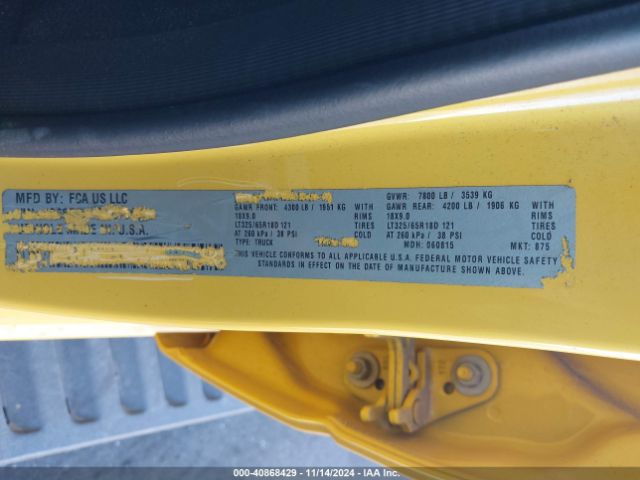 MFD BY: FCA US LLC
GVWR: 7800 LB / 3539 KG
GAWR FRONT: 4300 LB / 1951 KG WITH
GAWR REAR: 4200 LB / 1906 KG WITH
18X9.0 TIRES
18X9.0 TIRES
LT325/65R18D 121
LT325/65R18D 121
AT 260 kPa / 38 PSI COLD
AT 260 kPa / 38 PSI COLD
TYPE: TRUCK
MDH: 060815 MKT: 875
U.S.A.
THIS VEHICLE CONFORMS TO ALL APPLICABLE U.S.A. FEDERAL MOTOR VEHICLE SAFETY
STANDARDS IN EFFECT ON THE DATE OF MANUFACTURE SHOWN ABOVE.
000-40868429 - 11/14/2024 - IAA Inc.